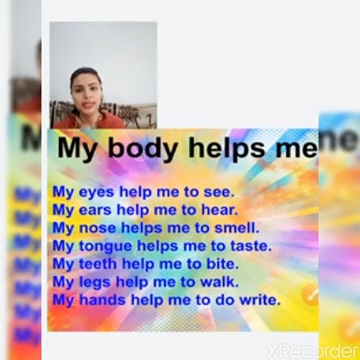 My body helps me
My eyes help me to see.
My ears help me to hear.
My nose helps me to smell.
My tongue helps me to taste.
My teeth help me to bite.
My legs help me to walk.
My hands help me to do write.
XRecorder